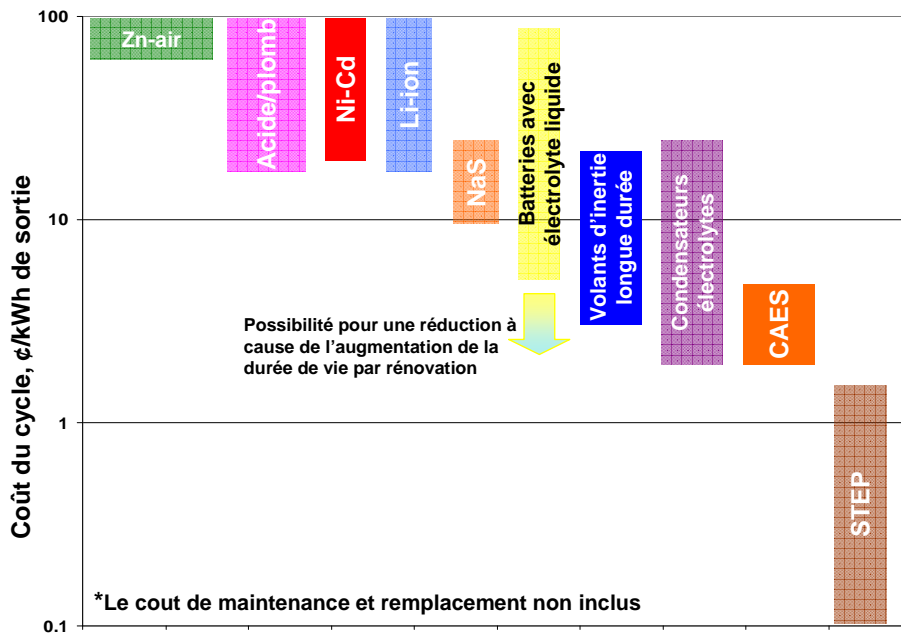 100
10
1
0.1
Coût du cycle, ¢/kWh de sortie
Zn-air
Acide/plomb
Ni-Cd
Li-ion
NaS
Batteries avec
électrolyte liquide
Volants d'inertie
longue durée
Condensateurs
électrolytes
CAES
STEP
Possibilité pour une réduction à
cause de l'augmentation de la
durée de vie par rénovation
*Le cout de maintenance et remplacement non inclus